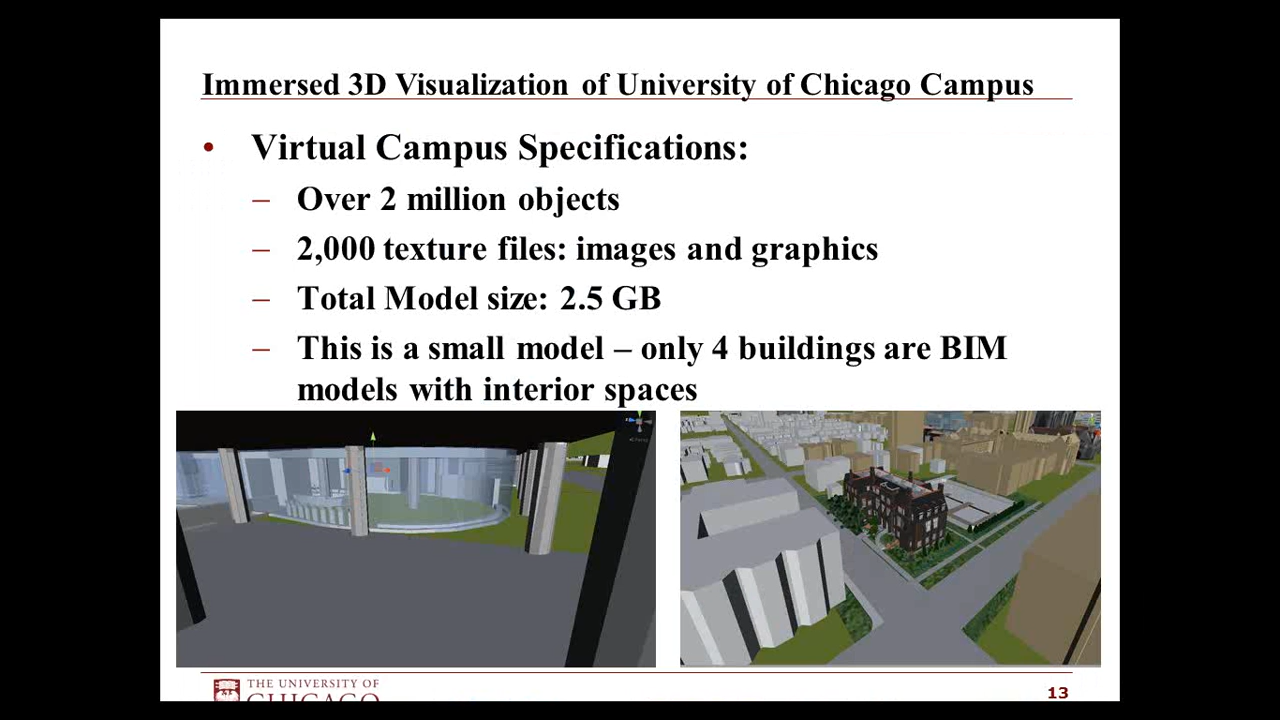 Immersed 3D Visualization of University of Chicago Campus
• Virtual Campus Specifications:
– Over 2 million objects
– 2,000 texture files: images and graphics
– Total Model size: 2.5 GB
– This is a small model – only 4 buildings are BIM
models with interior spaces
THE UNIVERSITY OF
CHICAGO
13